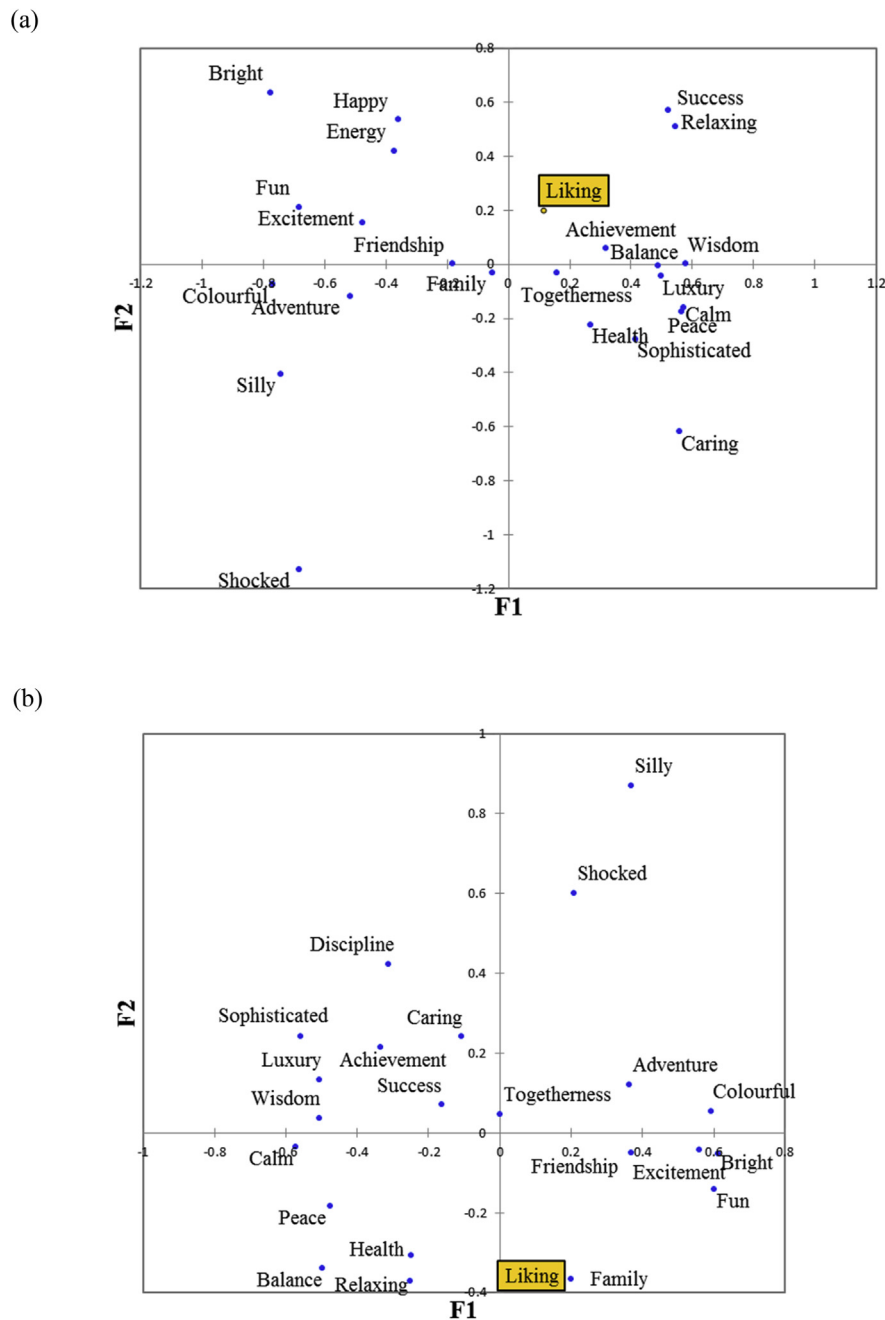 (a)
0.8
Bright
Happy
Success
0.6
Relaxing
Energy
0.4
Fun
Liking
0.2
Excitement
Achievement
Friendship
Balance
Wisdom
0
-1.2 -1 -0.8 -0.6 -0.4 -0.2 0 0.2 0.4 0.6 0.8 1 1.2
Family
Colourful
Togetherness
Luxury
Adventure
F2
-0.2
Calm
Peace
Health
Sophisticated
Silly
-0.4
-0.6
Caring
-0.8
-1
Shocked
-1.2
F1
(b)
1
Silly
0.8
Shocked
0.6
Discipline
0.4
F2
Sophisticated
Caring
Luxury
Achievement
0.2
Adventure
Success
Colourful
Wisdom
Togetherness
0
-1 -0.8 -0.6 -0.4 -0.2 0 0.2 0.4 0.6 0.8
Calm
Friendship
Excitement
Bright
Fun
Peace
-0.2
Health
Balance
Relaxing
Liking
Family
-0.4
F1